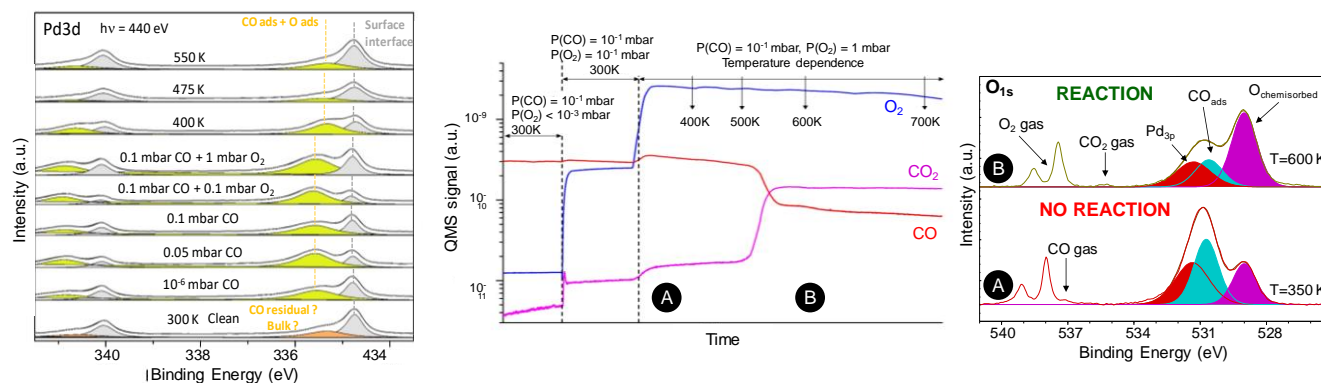 Pd3d
hν = 440 eV
CO ads + O ads
Surface
interface
550 K
475 K
400 K
0.1 mbar CO + 1 mbar O₂
0.1 mbar CO + 0.1 mbar O₂
0.1 mbar CO
0.05 mbar CO
10⁻⁶ mbar CO
300 K Clean
CO residual ?
Bulk ?
Intensity (a.u.)
340
338
336
434
Binding Energy (eV)
P(CO) = 10⁻¹ mbar
P(O₂) = 10⁻¹ mbar
300K
P(CO) = 10⁻¹ mbar, P(O₂) = 1 mbar
Temperature dependence
P(CO) = 10⁻¹ mbar
P(O₂) < 10⁻³ mbar
300K
400K
500K
600K
700K
O₂
CO₂
CO
A
B
QMS signal (a.u.)
10⁻⁹
10⁻
10
10⁻
11
Time
O₁s
REACTION
O₂ gas
CO₂ gas
Pd₃p
COads
Ochemisorbed
B
T=600K
NO REACTION
CO gas
A
T=350K
Intensity (a.u.)
540
537
534
531
528
Binding Energy (eV)